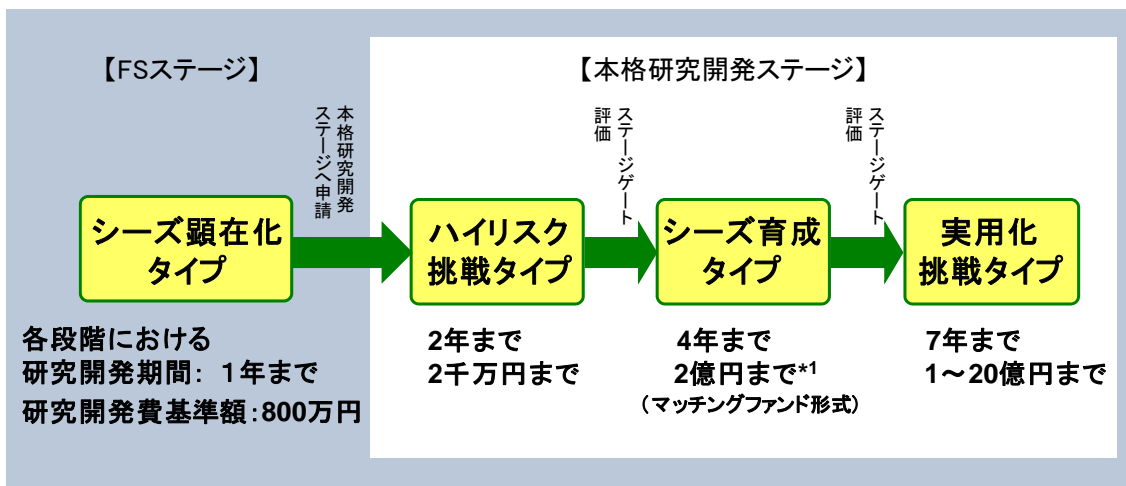 【FSステージ】
【本格研究開発ステージ】
本格研究開発
ステージへ申請
ステージゲート
評価
ステージゲート
評価
シーズ顕在化
タイプ
ハイリスク
挑戦タイプ
シーズ育成
タイプ
実用化
挑戦タイプ
各段階における
研究開発期間： 1年まで
研究開発費基準額：800万円
2年まで
2千万円まで
4年まで
2億円まで*1
（マッチングファンド形式）
7年まで
1～20億円まで